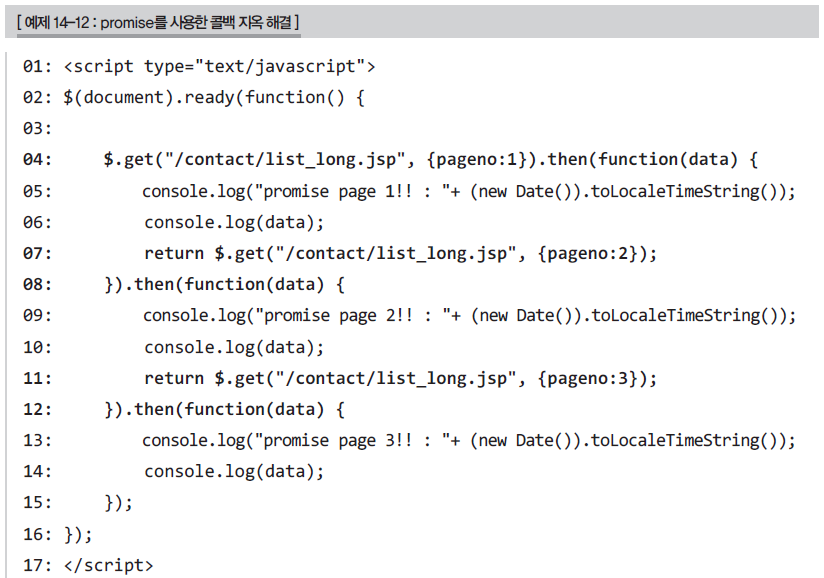 [ 예제 14-12 : promise를 사용한 콜백 지옥 해결 ]
01: <script type="text/javascript">
02: $(document).ready(function() {
03:
04:     $.get("/contact/list_long.jsp", {pageno:1}).then(function(data) {
05:         console.log("promise page 1!! : "+ (new Date()).toLocaleTimeString());
06:         console.log(data);
07:         return $.get("/contact/list_long.jsp", {pageno:2});
08:     }).then(function(data) {
09:         console.log("promise page 2!! : "+ (new Date()).toLocaleTimeString());
10:         console.log(data);
11:         return $.get("/contact/list_long.jsp", {pageno:3});
12:     }).then(function(data) {
13:         console.log("promise page 3!! : "+ (new Date()).toLocaleTimeString());
14:         console.log(data);
15:     });
16: });
17: </script>